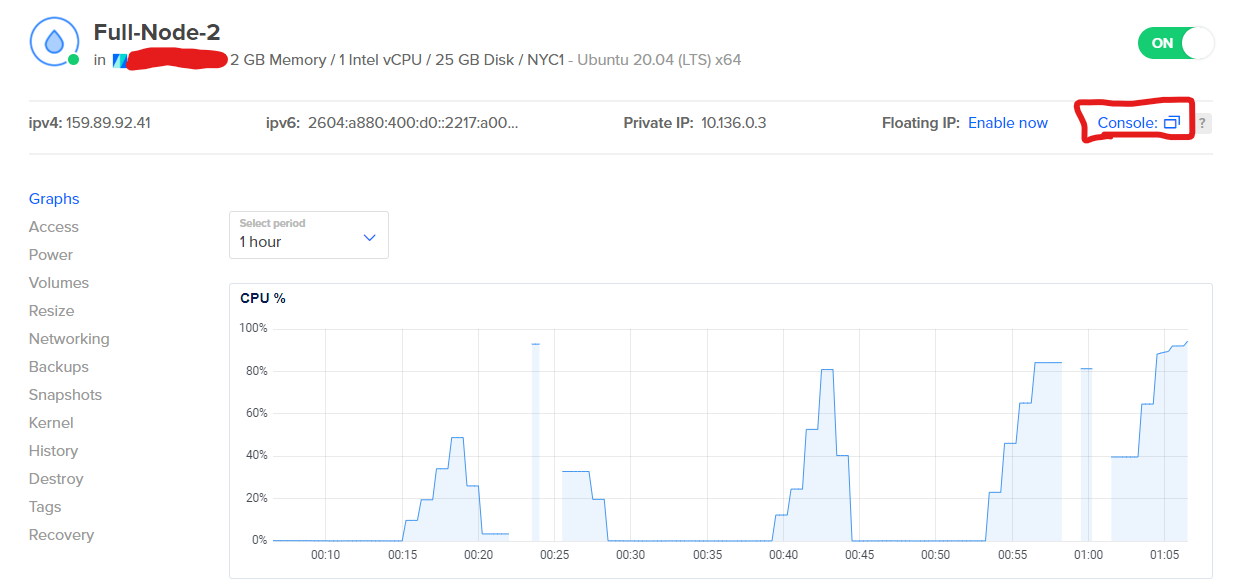 Full-Node-2
ON
in 2 GB Memory / 1 Intel vCPU / 25 GB Disk / NYC1 - Ubuntu 20.04 (LTS) x64
ipv4: 159.89.92.41 ipv6: 2604:a880:400:d0::2217:a00... Private IP: 10.136.0.3 Floating IP: Enable now Console: ?
Graphs
Access
Power
Volumes
Resize
Networking
Backups
Snapshots
Kernel
History
Destroy
Tags
Recovery
Select period
1 hour
CPU %
100%
80%
60%
40%
20%
0%
00:10 00:15 00:20 00:25 00:30 00:35 00:40 00:45 00:50 00:55 01:00 01:05